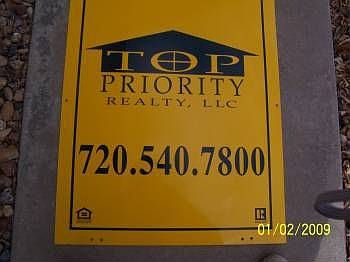 TOP
PRIORITY
REALTY, LLC
720.540.7800
01/02/2009